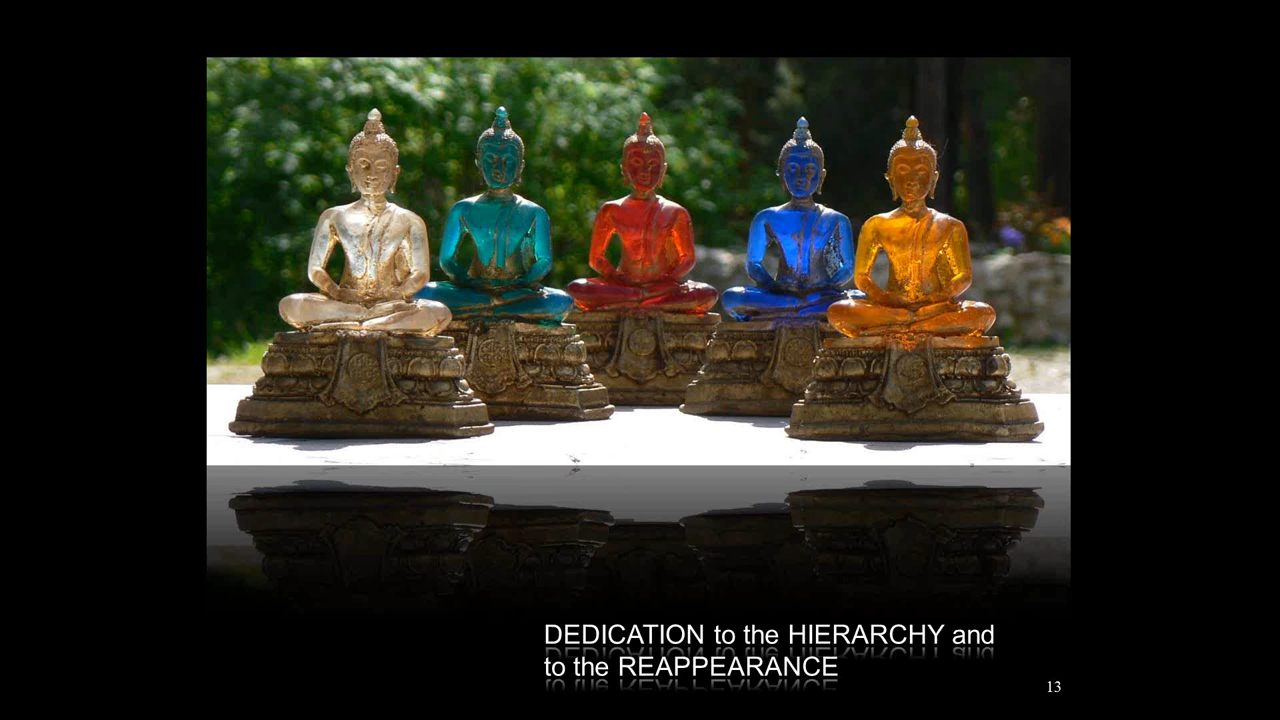 DEDICATION to the HIERARCHY and
to the REAPPEARANCE
13